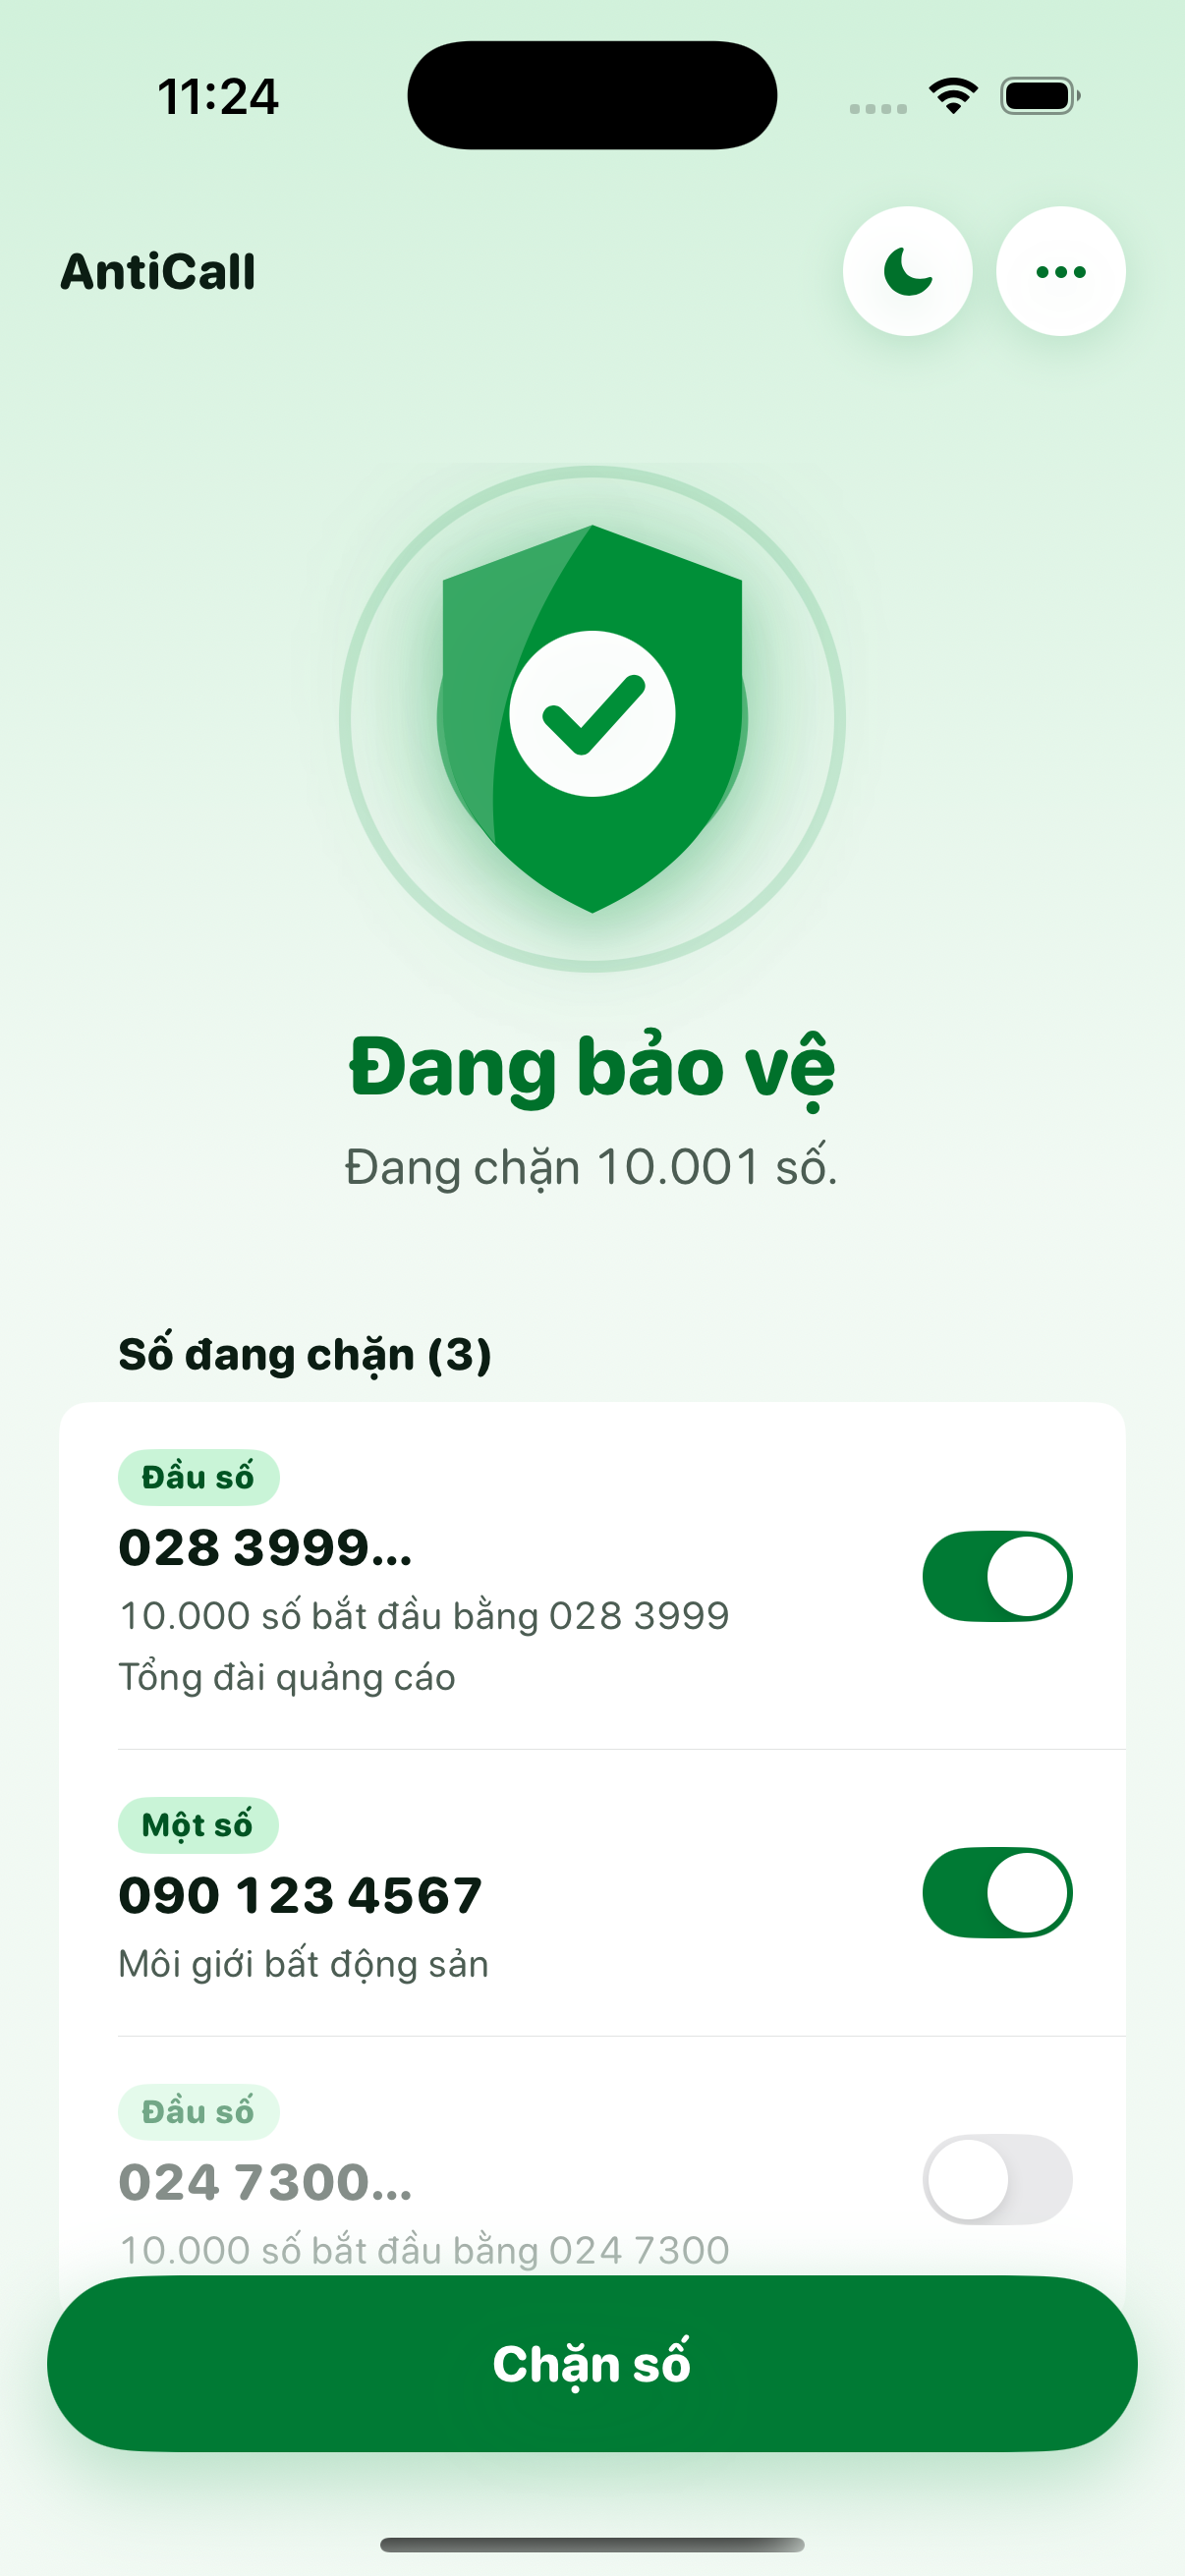 11:24
AntiCall
Đang bảo vệ
Đang chặn 10.001 số.
Số đang chặn (3)
Đầu số
028 3999...
10.000 số bắt đầu bằng 028 3999
Tổng đài quảng cáo
Một số
090 123 4567
Môi giới bất động sản
Đầu số
024 7300...
10.000 số bắt đầu bằng 024 7300
Chặn số